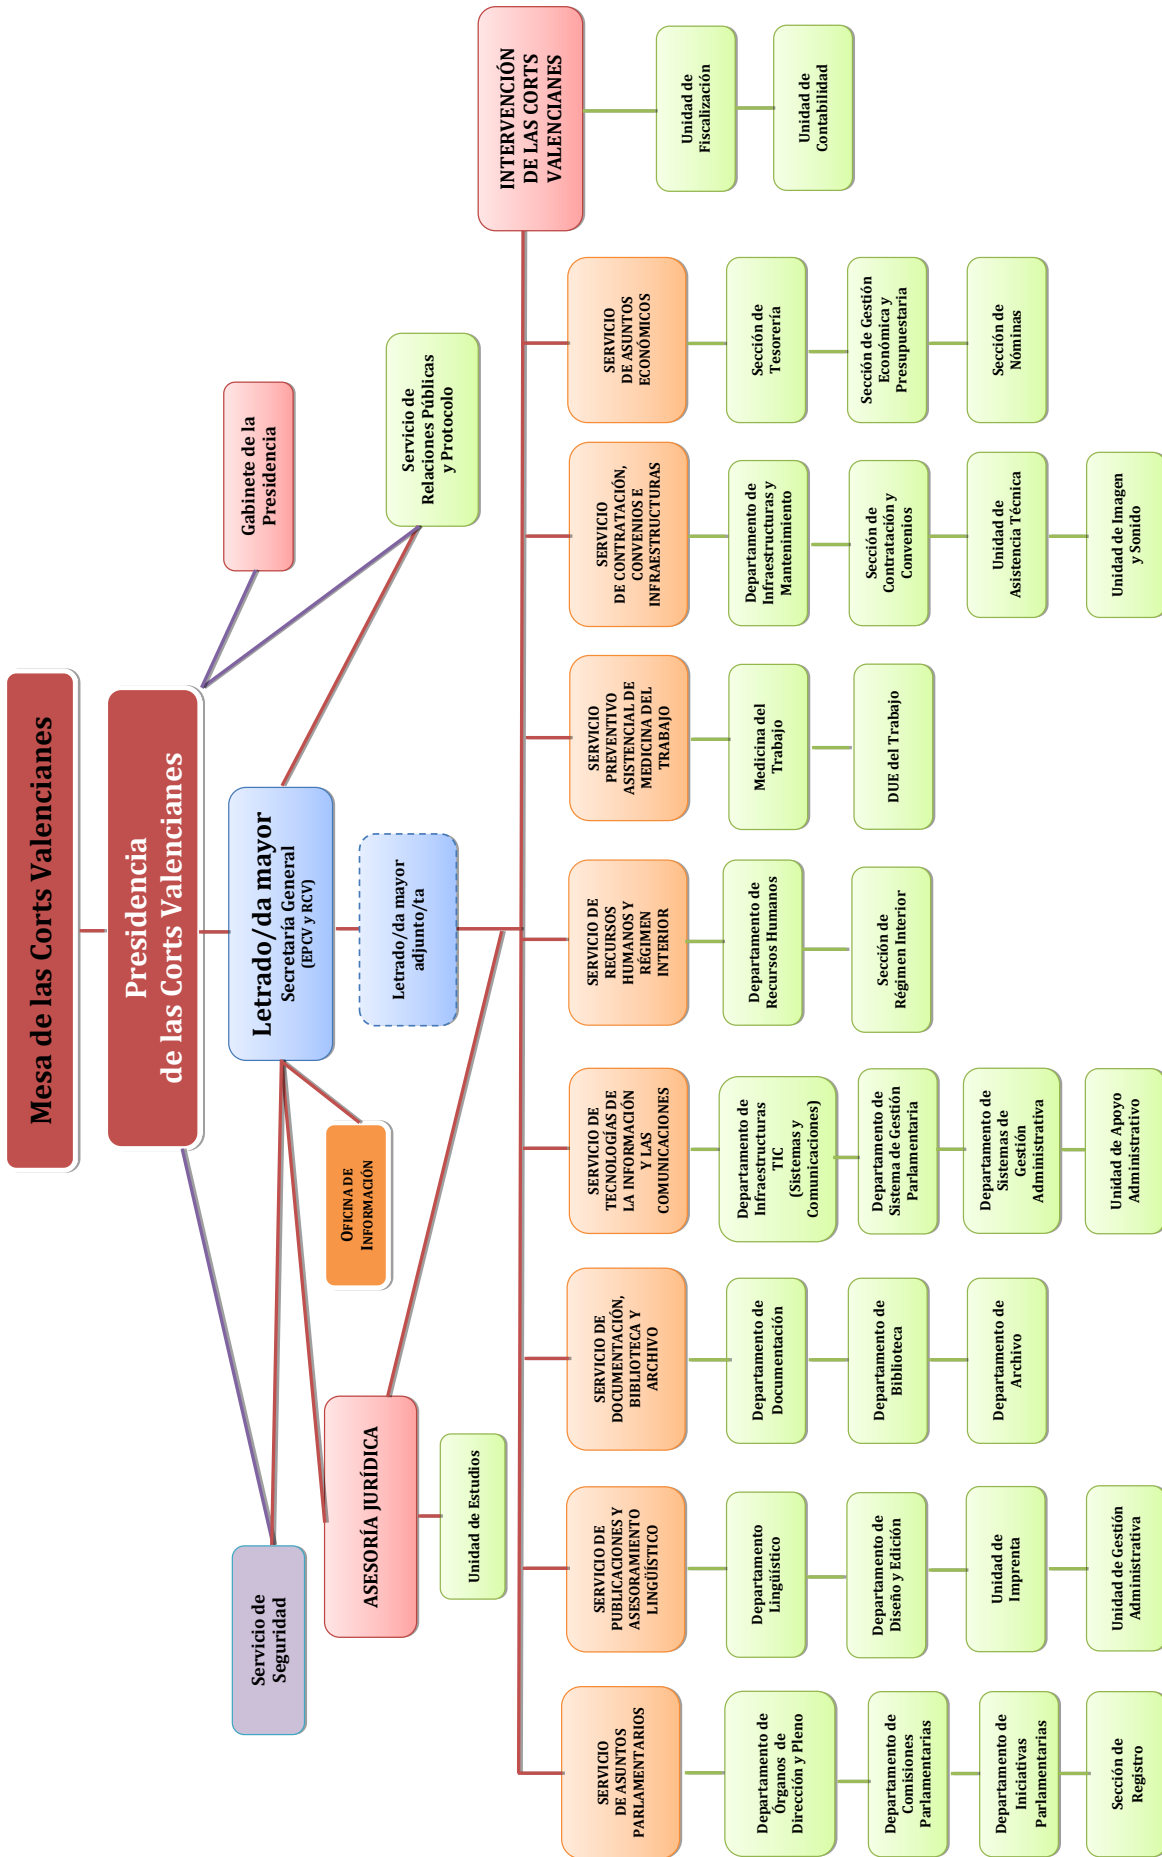 Mesa de las Corts Valencianes
Presidencia
de las Corts Valencianes
Gabinete de la
Presidencia
Letrado/da mayor
Secretaría General
(EPCV y RCV)
Servicio de
Seguridad
Servicio de
Relaciones Públicas
y Protocolo
OFICINA DE
INFORMACIÓN
Letrado/da mayor
adjunto/ta
ASESORÍA JURÍDICA
Unidad de Estudios
INTERVENCIÓN
DE LAS CORTS
VALENCIANES
Unidad de
Fiscalización
Unidad de
Contabilidad
SERVICIO
DE ASUNTOS
PARLAMENTARIOS
Departamento de
Órganos de
Dirección y Pleno
Departamento de
Comisiones
Parlamentarias
Departamento de
Iniciativas
Parlamentarias
Sección de
Registro
SERVICIO DE
PUBLICACIONES Y
ASESORAMIENTO
LINGÜÍSTICO
Departamento
Lingüístico
Departamento de
Diseño y Edición
Unidad de
Imprenta
Unidad de Gestión
Administrativa
SERVICIO DE
DOCUMENTACIÓN,
BIBLIOTECA Y
ARCHIVO
Departamento de
Documentación
Departamento de
Biblioteca
Departamento de
Archivo
SERVICIO DE
TECNOLOGÍAS DE
LA INFORMACIÓN
Y LAS
COMUNICACIONES
Departamento de
Infraestructuras
TIC
(Sistemas y
Comunicaciones)
Departamento de
Sistema de Gestión
Parlamentaria
Departamento de
Sistemas de
Gestión
Administrativa
Unidad de Apoyo
Administrativo
SERVICIO DE
RECURSOS
HUMANOS Y
RÉGIMEN
INTERIOR
Departamento de
Recursos Humanos
Sección de
Régimen Interior
SERVICIO
PREVENTIVO
ASISTENCIAL DE
MEDICINA DEL
TRABAJO
Medicina del
Trabajo
DUE del Trabajo
SERVICIO
DE CONTRATACIÓN,
CONVENIOS E
INFRAESTRUCTURAS
Departamento de
Infraestructuras y
Mantenimiento
Sección de
Contratación y
Convenios
Unidad de
Asistencia Técnica
Unidad de Imagen
y Sonido
SERVICIO
DE ASUNTOS
ECONÓMICOS
Sección de
Tesorería
Sección de Gestión
Económica y
Presupuestaria
Sección de
Nóminas